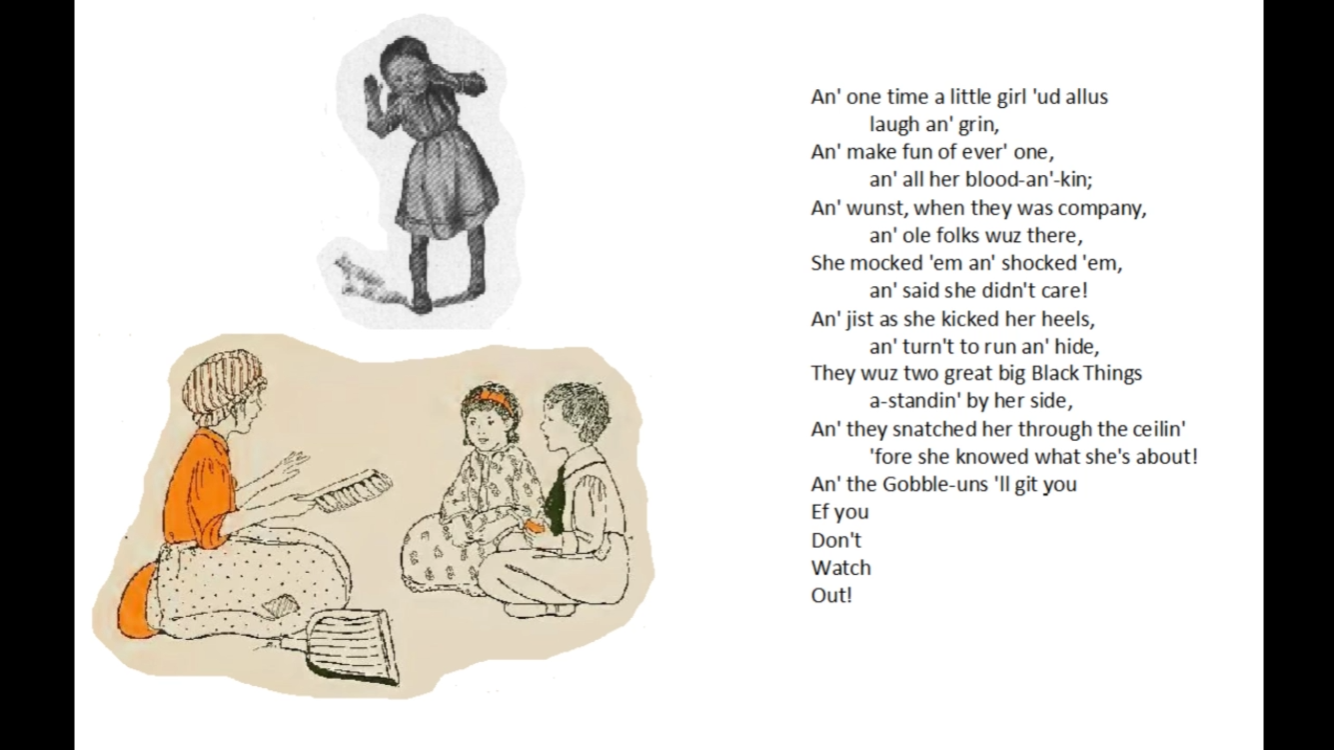 An' one time a little girl 'ud allus
laugh an' grin,
An' make fun of ever' one,
an' all her blood-an'-kin;
An' wunst, when they was company,
an' ole folks wuz there,
She mocked 'em an' shocked 'em,
an' said she didn't care!
An' jist as she kicked her heels,
an' turn't to run an' hide,
They wuz two great big Black Things
a-standin' by her side,
An' they snatched her through the ceilin'
'fore she knowed what she's about!
An' the Gobble-uns 'll git you
Ef you
Don't
Watch
Out!